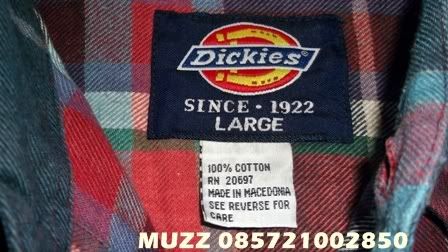 Dickies
SINCE • 1922
LARGE
100% COTTON
RN 20697
MADE IN MACEDONIA
SEE REVERSE FOR
CARE
MUZZ 085721002850